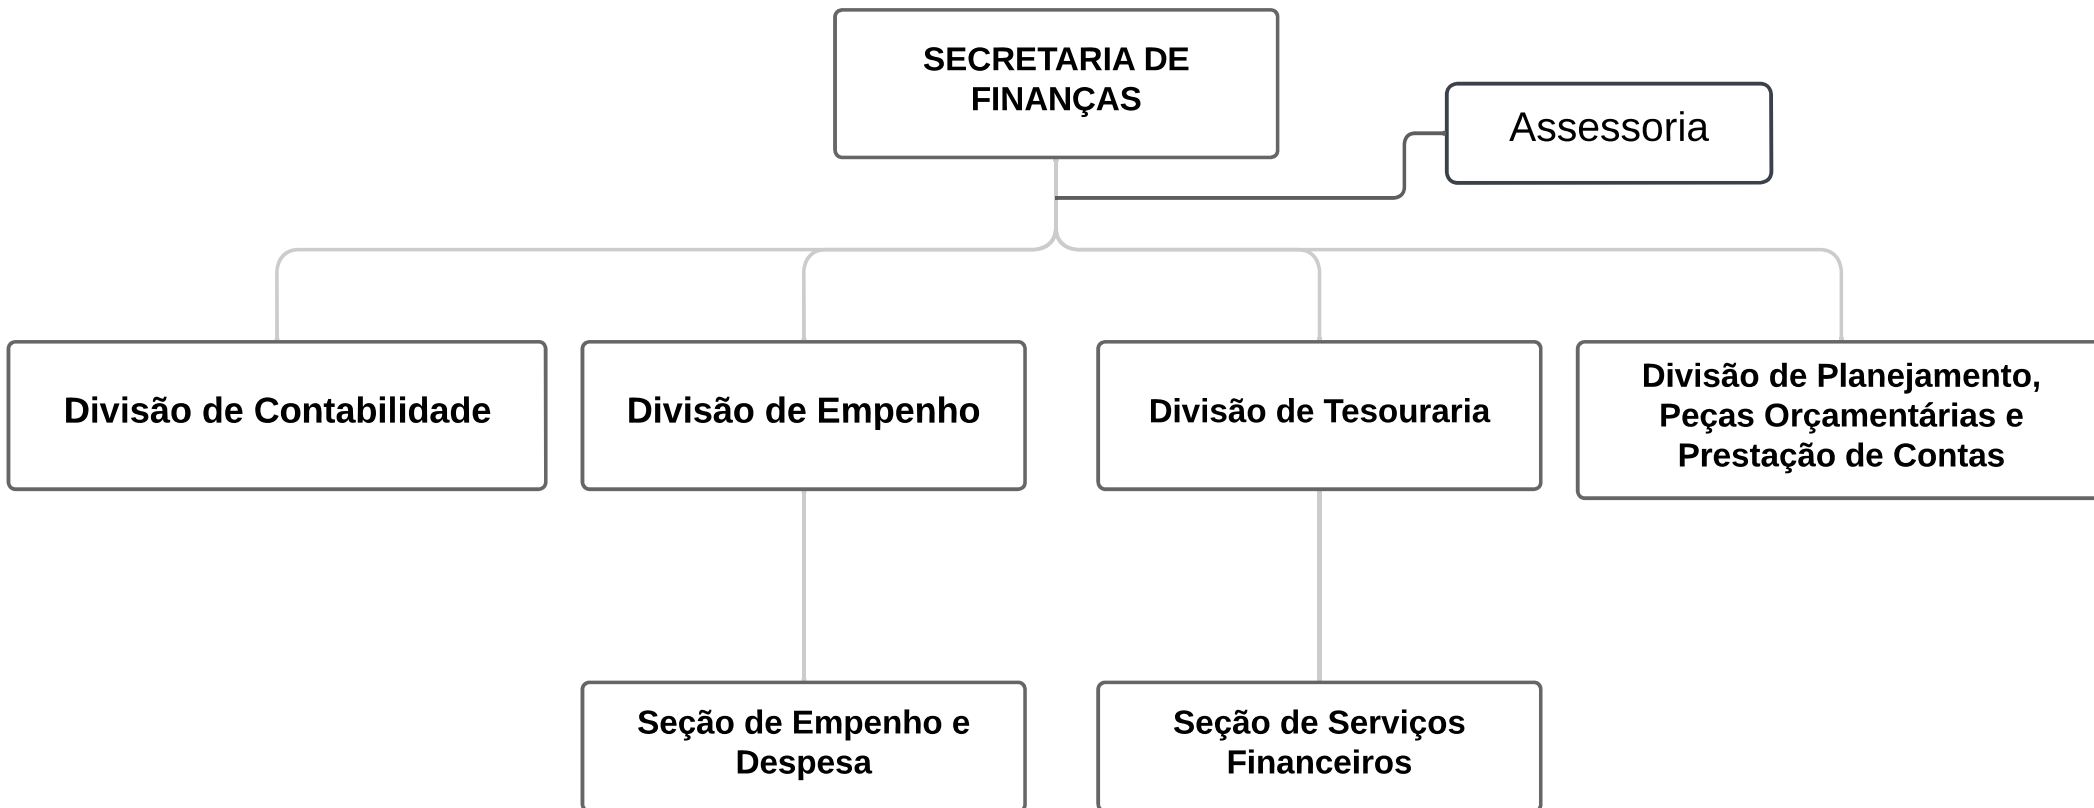 SECRETARIA DE
FINANÇAS
Assessoria
Divisão de Contabilidade
Divisão de Empenho
Divisão de Tesouraria
Divisão de Planejamento,
Peças Orçamentárias e
Prestação de Contas
Seção de Empenho e
Despesa
Seção de Serviços
Financeiros